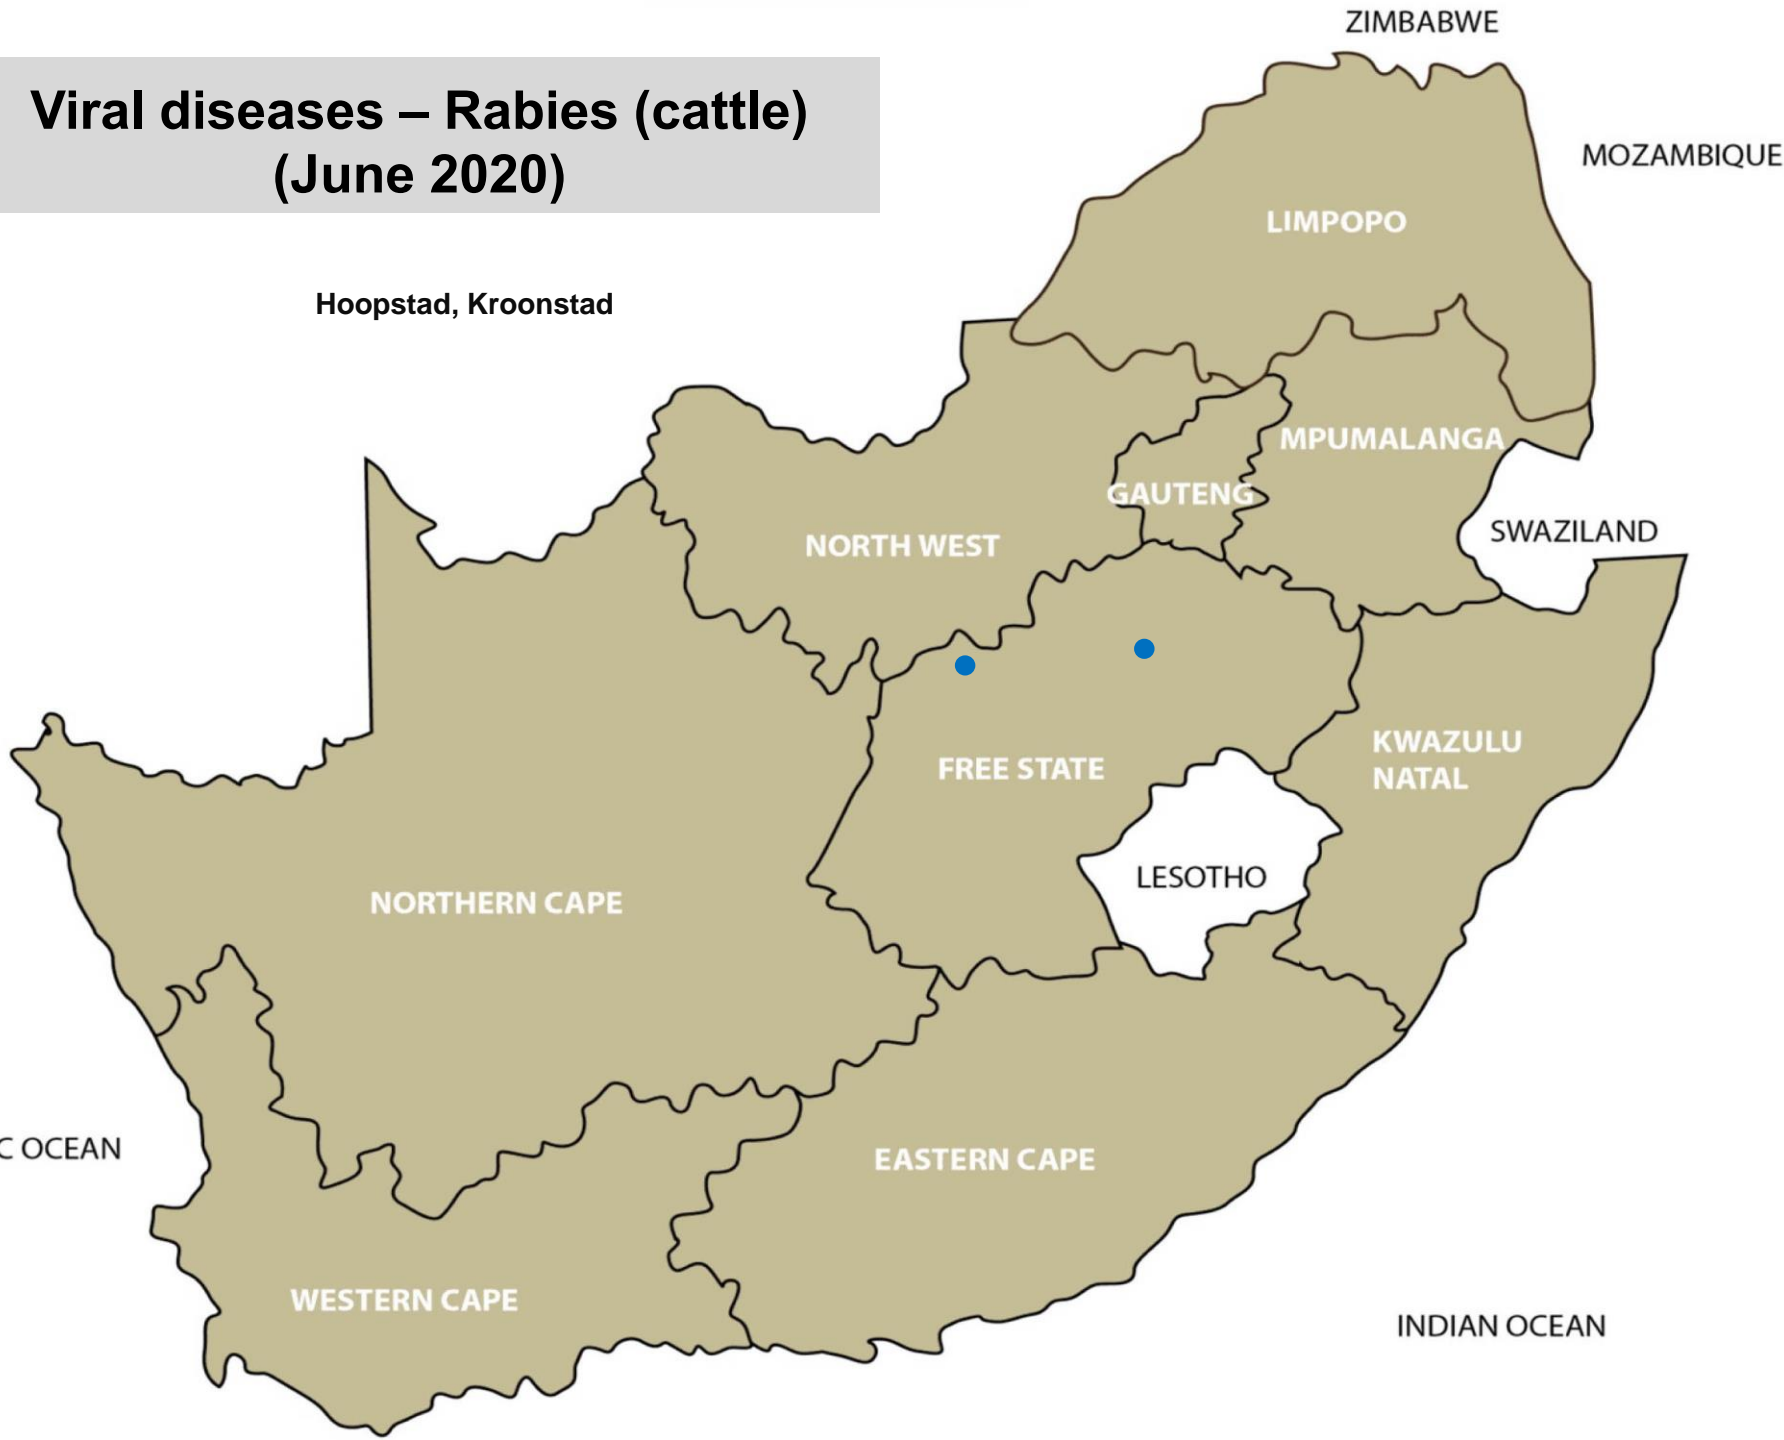 ZIMBABWE
Viral diseases – Rabies (cattle)
(June 2020)
MOZAMBIQUE
LIMPOPO
Hoopstad, Kroonstad
MPUMALANGA
GAUTENG
SWAZILAND
NORTH WEST
KWAZULU
NATAL
FREE STATE
LESOTHO
NORTHERN CAPE
C OCEAN
EASTERN CAPE
WESTERN CAPE
INDIAN OCEAN